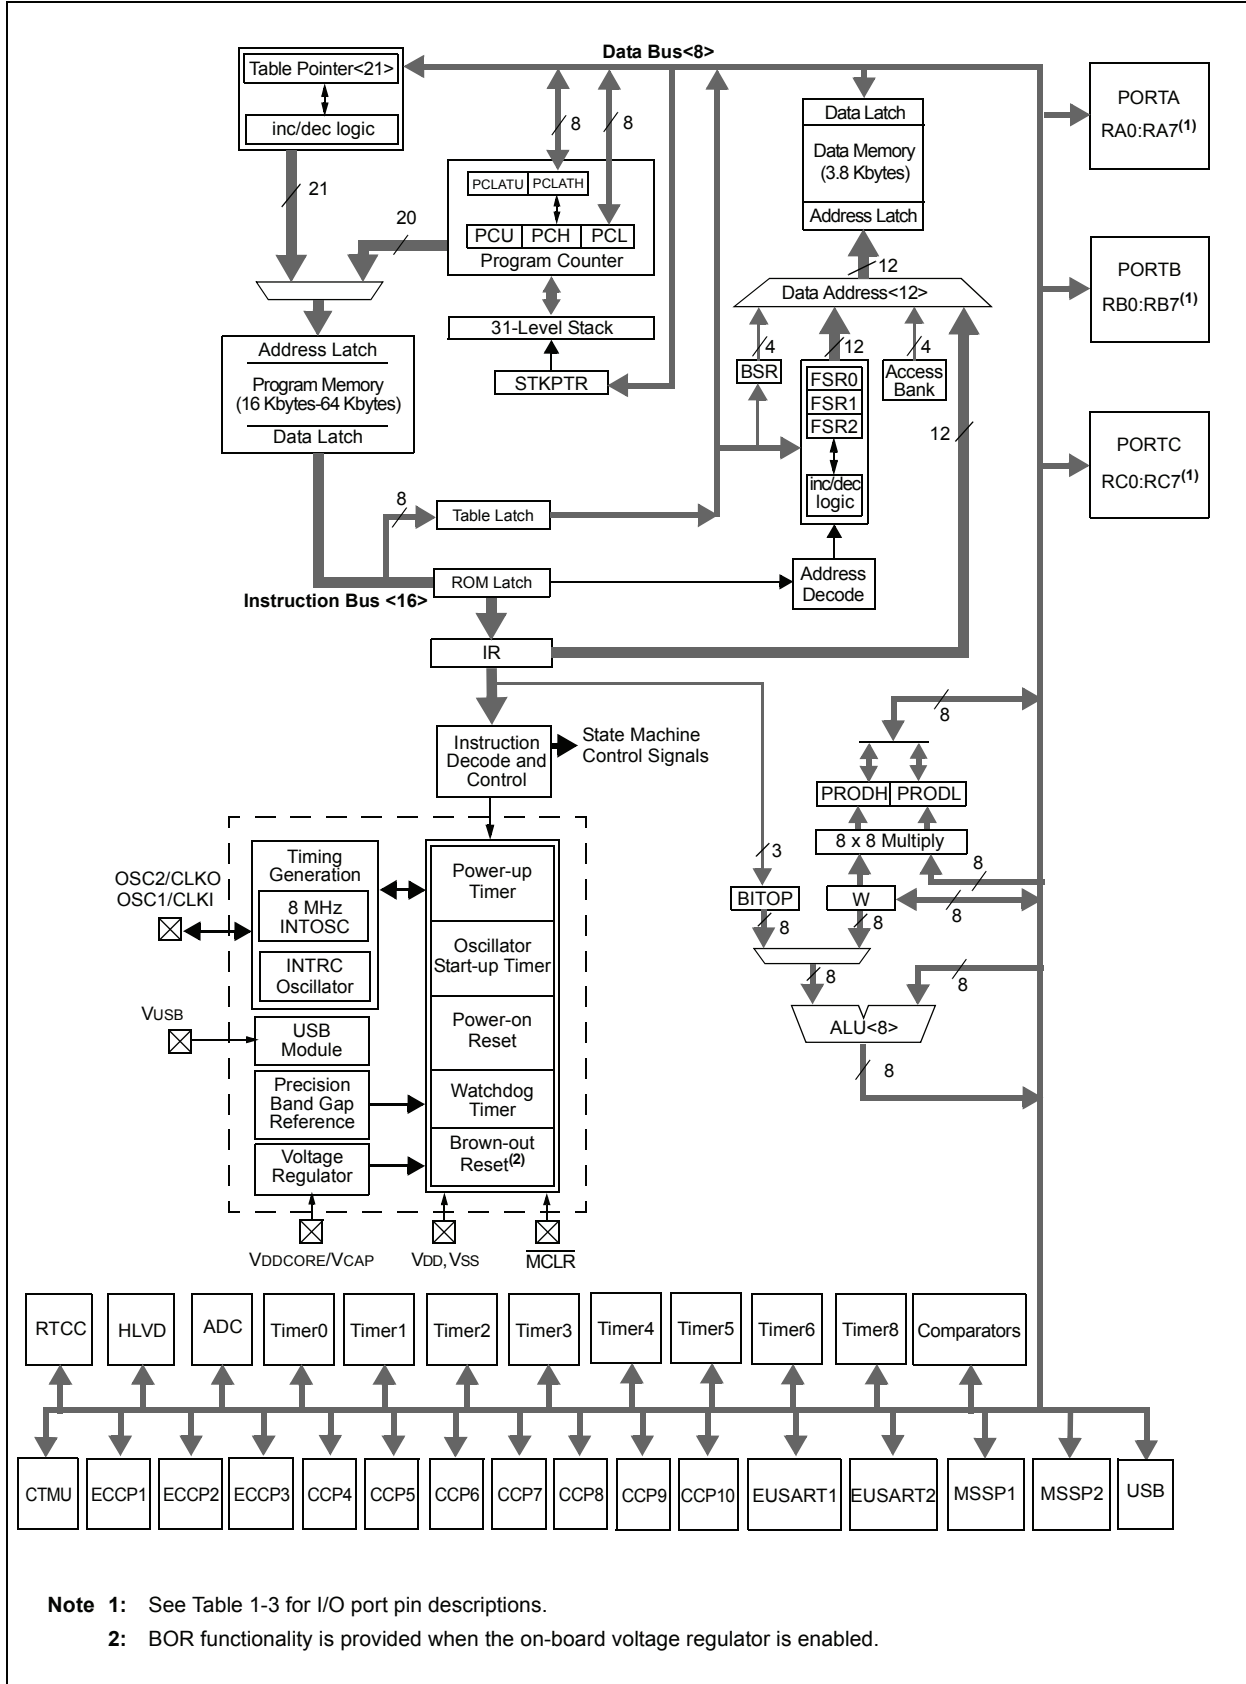 Data Bus<8>
Table Pointer<21>
inc/dec logic
21
20
8
8
PCLATU
PCLATH
PCU
PCH
PCL
Program Counter
31-Level Stack
STKPTR
Address Latch
Program Memory
(16 Kbytes-64 Kbytes)
Data Latch
8
Table Latch
ROM Latch
Instruction Bus <16>
IR
Data Latch
Data Memory
(3.8 Kbytes)
Address Latch
12
Data Address<12>
4
12
4
BSR
FSR0
FSR1
FSR2
inc/dec
logic
Access
Bank
12
Address
Decode
PORTA
RA0:RA7(1)
PORTB
RB0:RB7(1)
PORTC
RC0:RC7(1)
Instruction
Decode and
Control
State Machine
Control Signals
8
PRODH
PRODL
8 x 8 Multiply
3
8
BITOP
W
8
8
8
8
8
ALU<8>
8
OSC2/CLKO
OSC1/CLKI
Timing
Generation
8 MHz
INTOSC
INTRC
Oscillator
VUSB
USB
Module
Precision
Band Gap
Reference
Voltage
Regulator
Power-up
Timer
Oscillator
Start-up Timer
Power-on
Reset
Watchdog
Timer
Brown-out
Reset(2)
VDDCORE/VCAP
VDD, VSS
MCLR
RTCC
HLVD
ADC
Timer0
Timer1
Timer2
Timer3
Timer4
Timer5
Timer6
Timer8
Comparators
CTMU
ECCP1
ECCP2
ECCP3
CCP4
CCP5
CCP6
CCP7
CCP8
CCP9
CCP10
EUSART1
EUSART2
MSSP1
MSSP2
USB
Note 1: See Table 1-3 for I/O port pin descriptions.
2: BOR functionality is provided when the on-board voltage regulator is enabled.